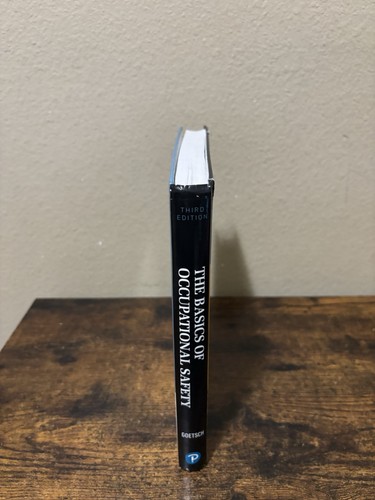 THIRD
EDITION
THE BASICS OF
OCCUPATIONAL SAFETY
GOETSCH
P